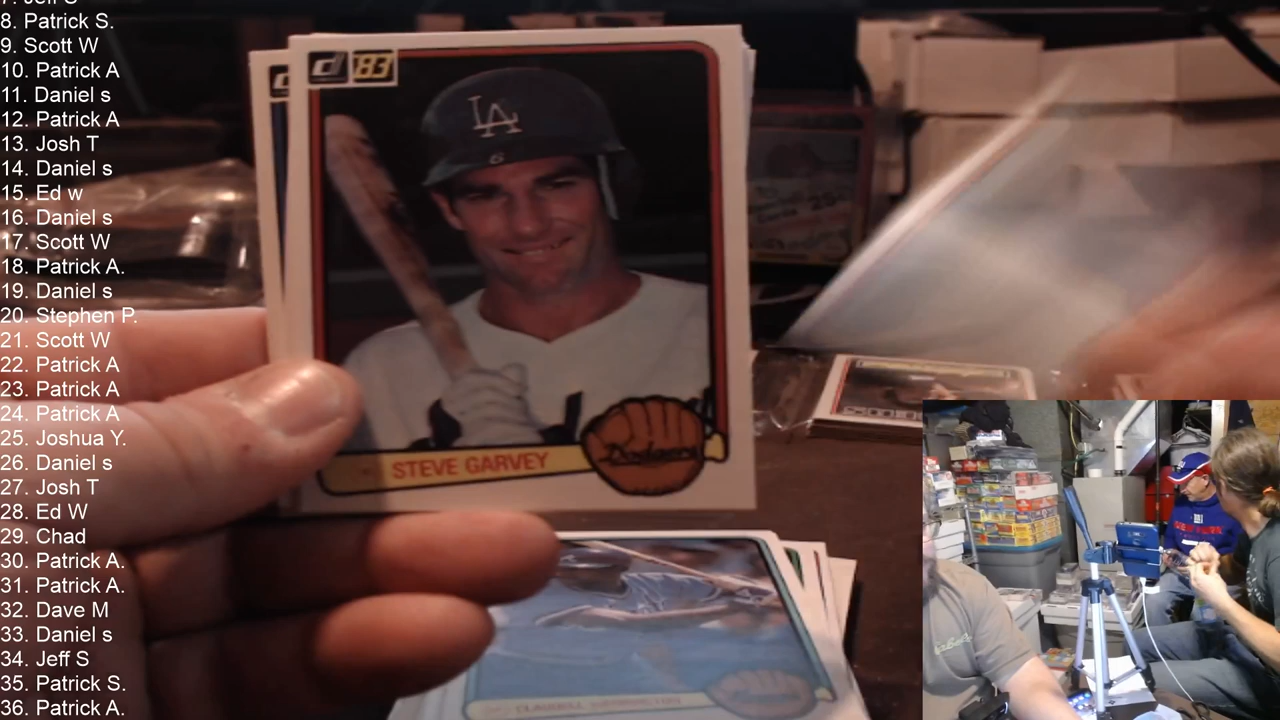 8. Patrick S.
9. Scott W
10. Patrick A
11. Daniel s
12. Patrick A
13. Josh T
14. Daniel s
15. Ed w
16. Daniel s
17. Scott W
18. Patrick A.
19. Daniel s
20. Stephen P.
21. Scott W
22. Patrick A
23. Patrick A
24. Patrick A
25. Joshua Y.
26. Daniel s
27. Josh T
28. Ed W
29. Chad
30. Patrick A.
31. Patrick A.
32. Dave M
33. Daniel s
34. Jeff S
35. Patrick S.
36. Patrick A.
d '83
LA
6
STEVE GARVEY
Dodgers